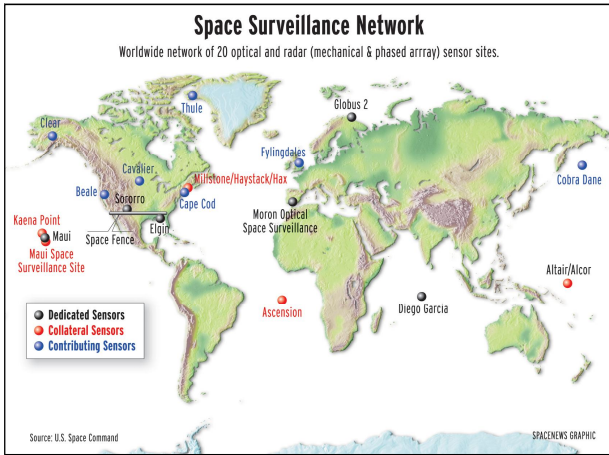 Space Surveillance Network
Worldwide network of 20 optical and radar (mechanical & phased arrray) sensor sites.
Thule
Globus 2
Clear
Fylingdales
Cavalier
Millstone/Haystack/Hax
Cobra Dane
Beale
Socorro
Cape Cod
Moron Optical
Space Surveillance
Kaena Point
Maui
Space Fence
Elgin
Maui Space
Surveillance Site
Altair/Alcor
Ascension
Diego Garcia
Dedicated Sensors
Collateral Sensors
Contributing Sensors
Source: U.S. Space Command
SPACENEWS GRAPHIC